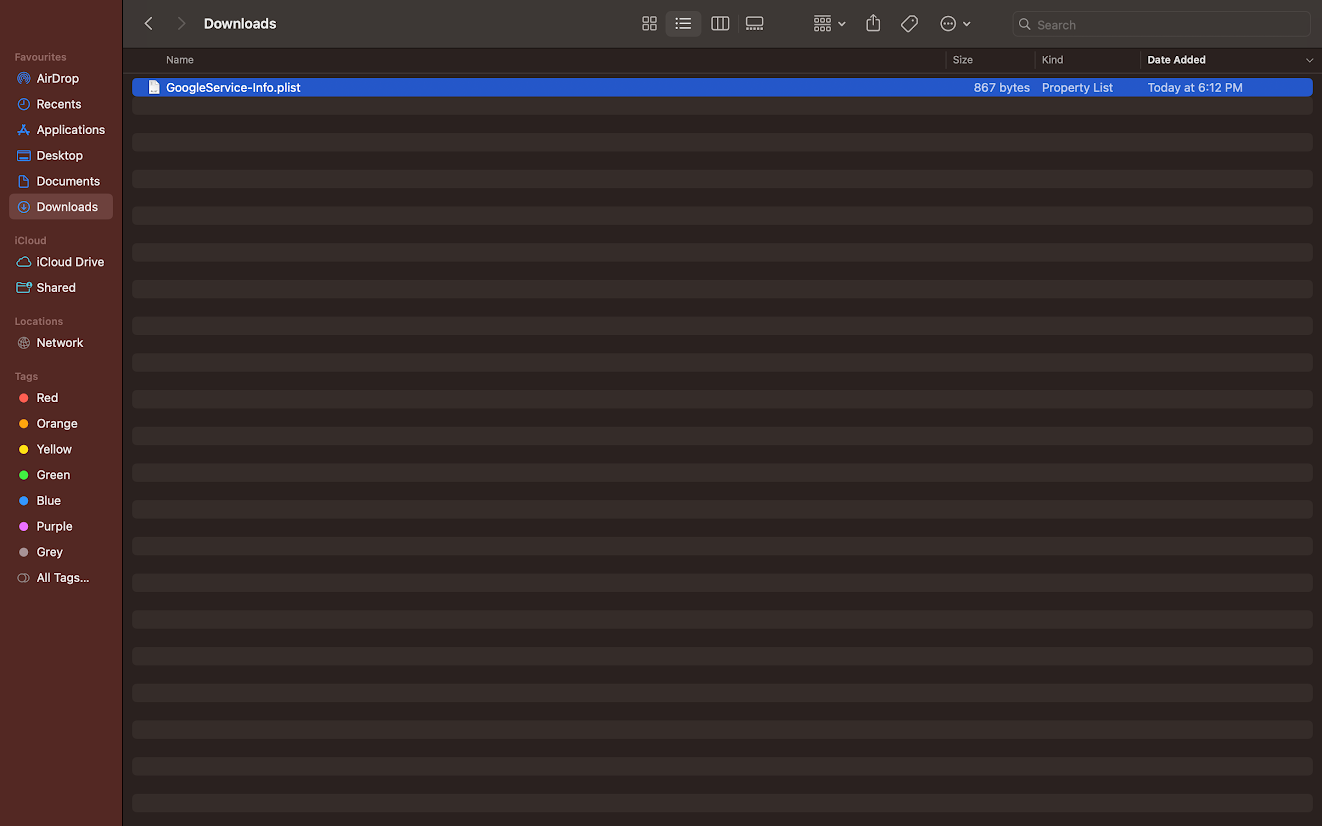 Downloads
Search
Favourites
AirDrop
Recents
Applications
Desktop
Documents
Downloads
iCloud
iCloud Drive
Shared
Locations
Network
Tags
Red
Orange
Yellow
Green
Blue
Purple
Grey
All Tags...
Name Size Kind Date Added
GoogleService-Info.plist 867 bytes Property List Today at 6:12 PM